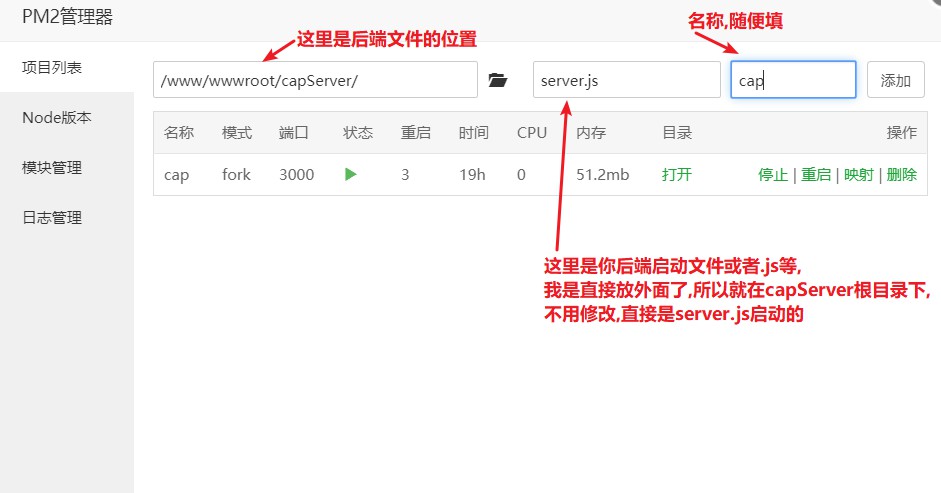 PM2管理器
名称,随便填
这里是后端文件的位置
项目列表
/www/wwwroot/capServer/
server.js
cap
添加
Node版本
名称 模式 端口 状态 重启 时间 CPU 内存 目录 操作
模块管理
cap fork 3000 3 19h 0 51.2mb 打开 停止 | 重启 | 映射 | 删除
日志管理
这里是你后端启动文件或者.js等,
我是直接放外面了,所以就在capServer根目录下,
不用修改,直接是server.js启动的